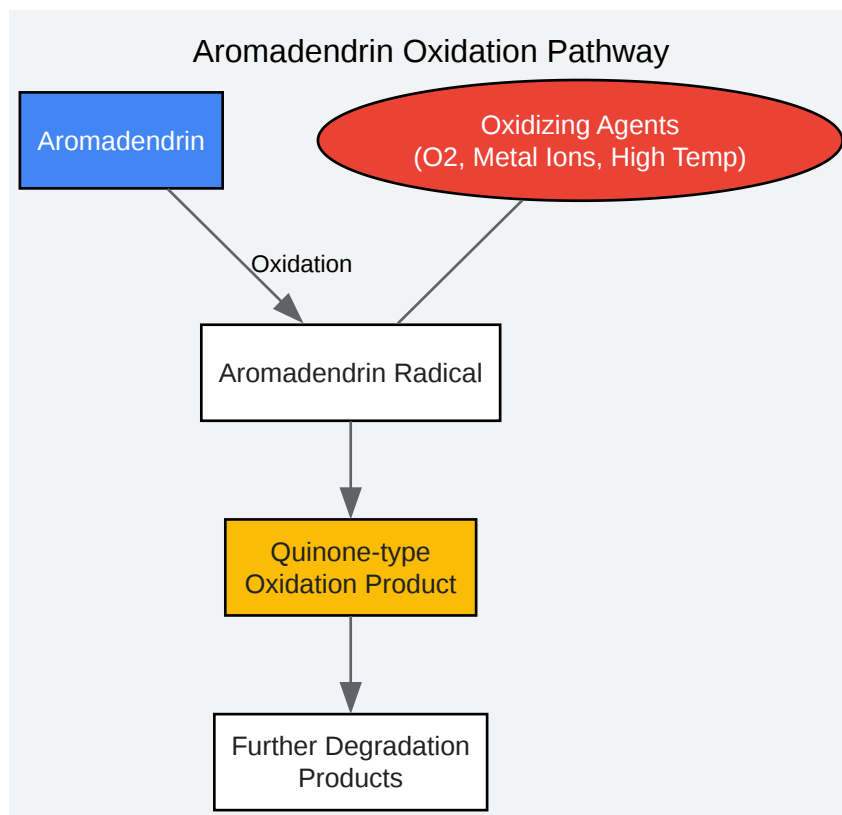 Aromadendrin Oxidation Pathway
Aromadendrin
Oxidizing Agents
(O2, Metal Ions, High Temp)
Oxidation
Aromadendrin Radical
Quinone-type
Oxidation Product
Further Degradation
Products